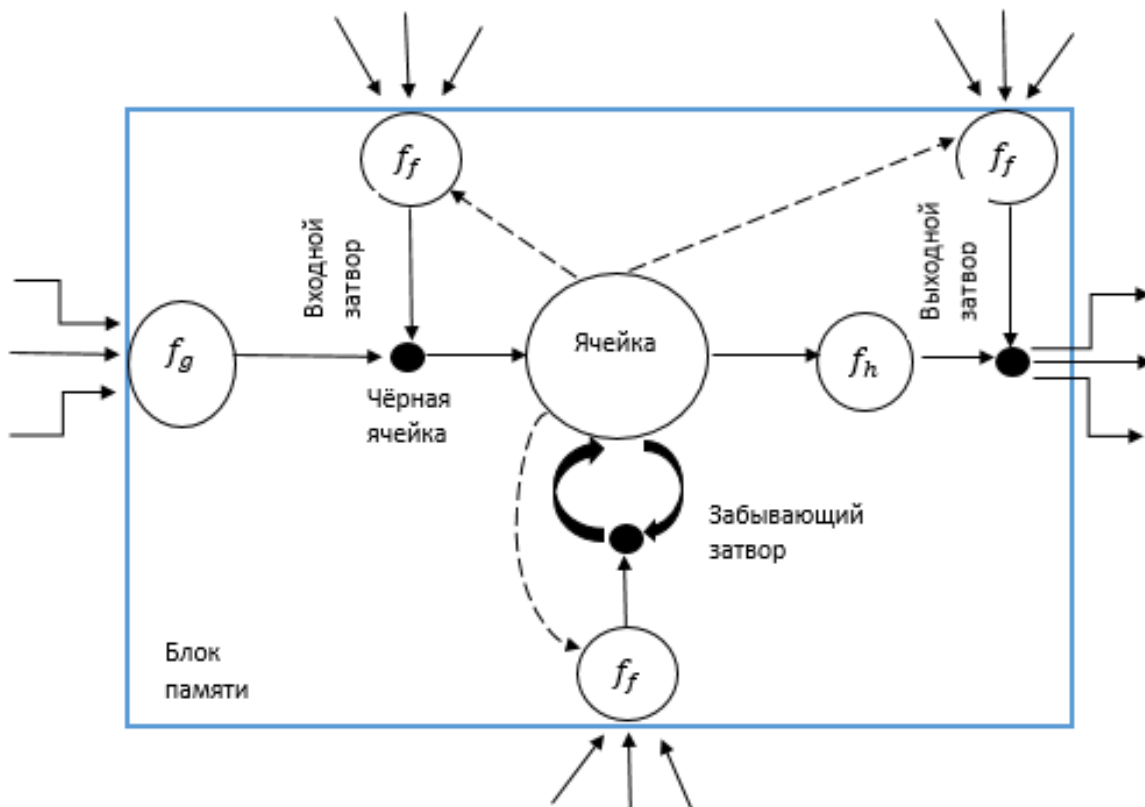 f_f
f_f
Входной
затвор
Выходной
затвор
f_g
Ячейка
f_h
Чёрная
ячейка
Забывающий
затвор
Блок
памяти
f_f